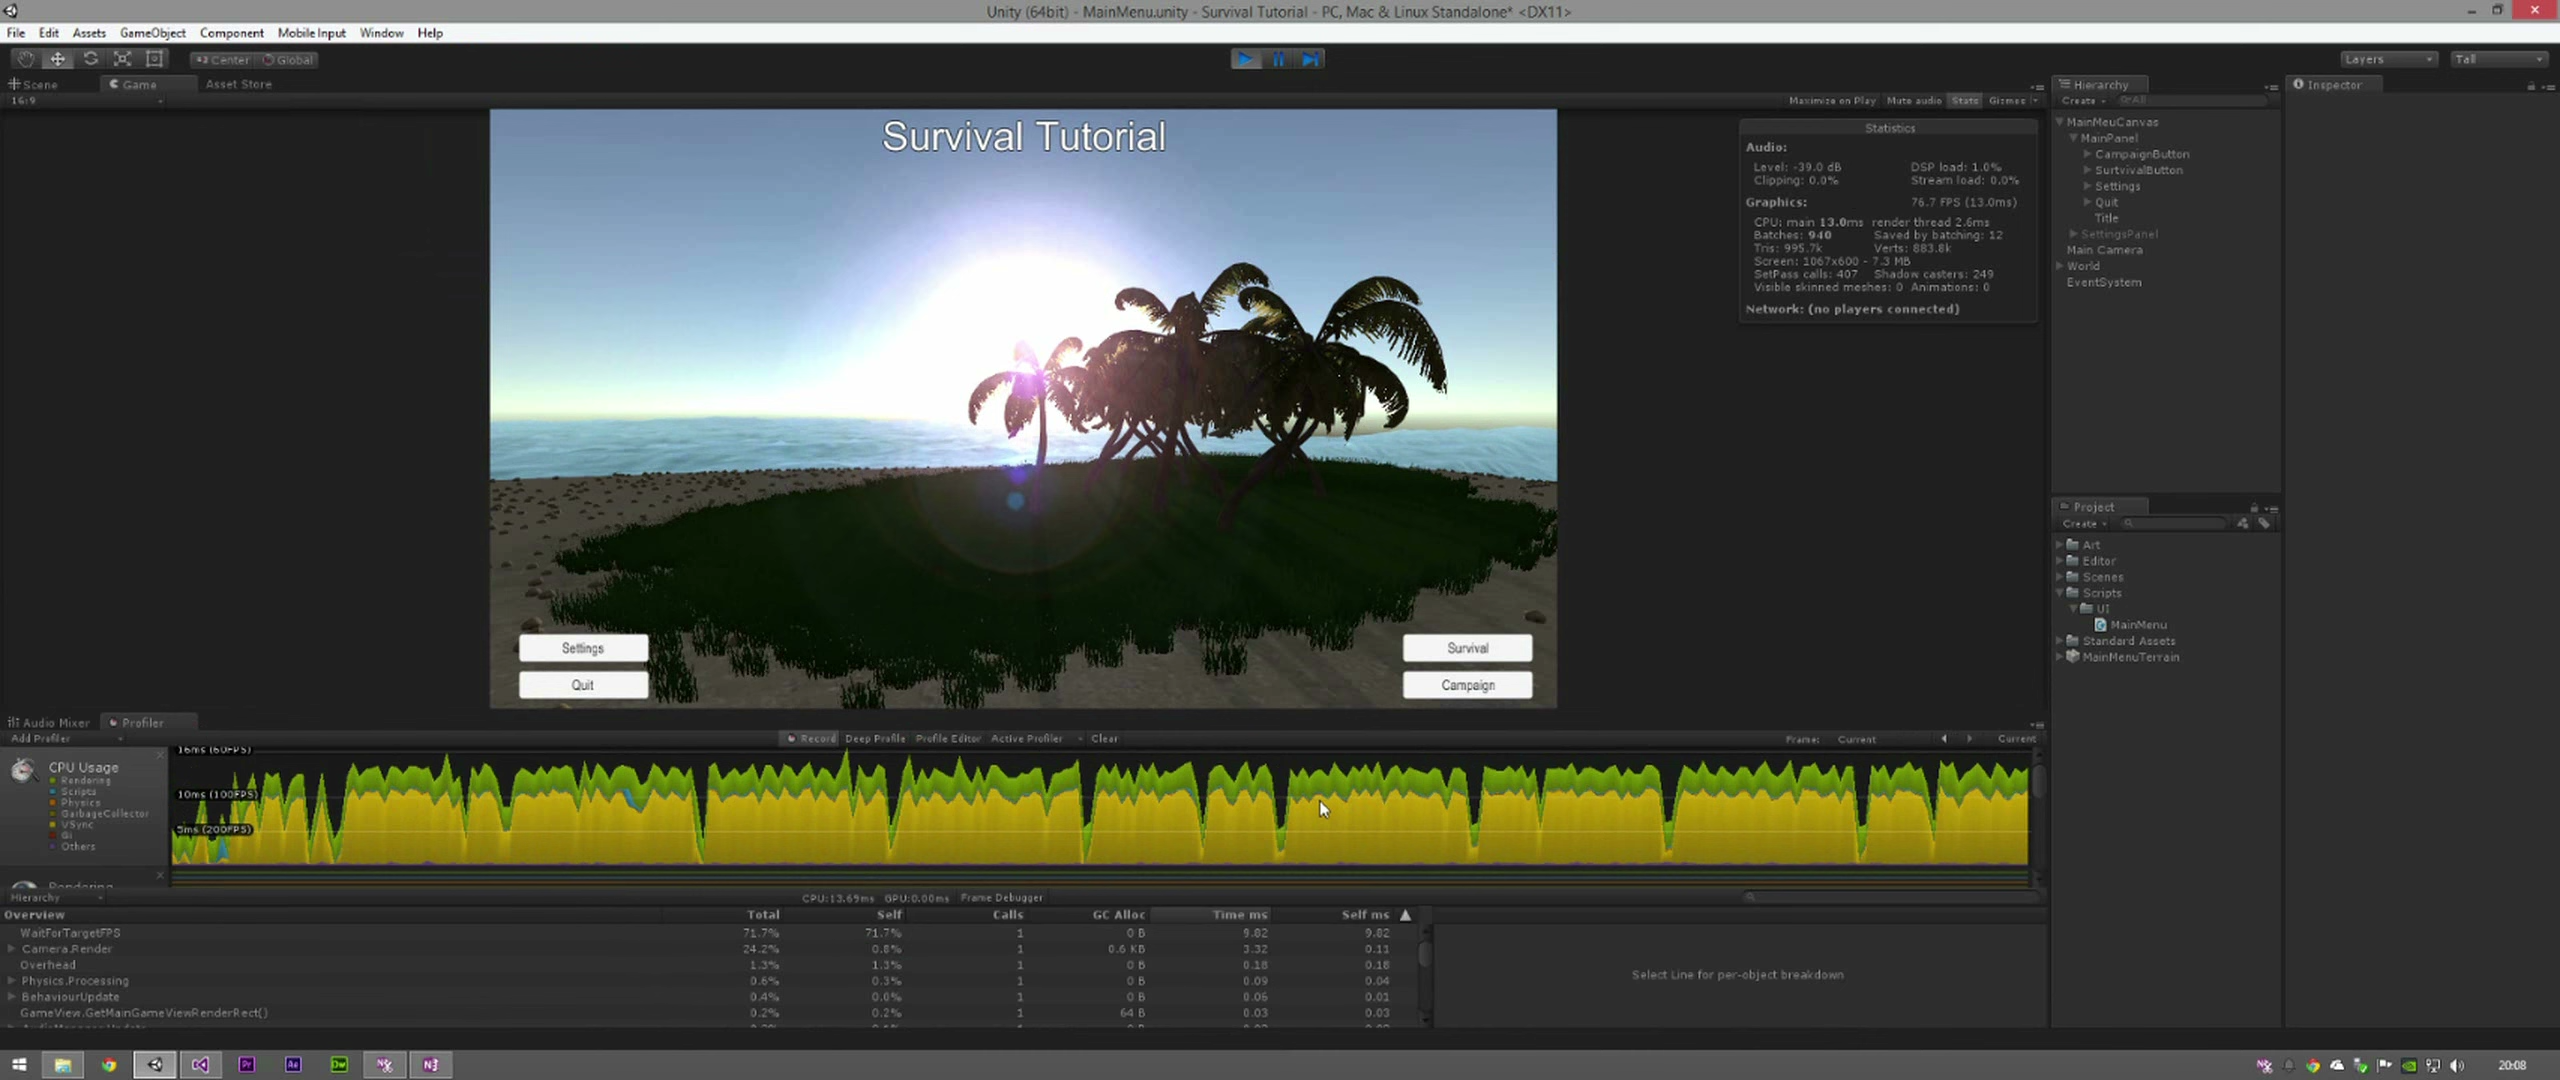 Unity (64bit) - MainMenu.unity - Survival Tutorial - PC, Mac & Linux Standalone* <DX11>
File Edit Assets GameObject Component Mobile Input Window Help
Center Global Layers Tall
Scene Game Asset Store Hierarchy Inspector
16:9 Maximize on Play Mute audio Stats Gizmos Create All
Survival Tutorial
Statistics
Audio:
Level: -39.0 dB DSP load: 1.0%
Clipping: 0.0% Stream load: 0.0%
Graphics: 76.7 FPS (13.0ms)
CPU: main 13.0ms render thread 2.6ms
Batches: 940 Saved by batching: 12
Tris: 995.7k Verts: 883.8k
Screen: 1067x600 - 7.3 MB
SetPass calls: 407 Shadow casters: 249
Visible skinned meshes: 0 Animations: 0
Network: (no players connected)
MainMeuCanvas
MainPanel
CampaignButton
SurtvivalButton
Settings
Quit
Title
SettingsPanel
Main Camera
World
EventSystem
Project
Create
Art
Editor
Scenes
Scripts
UI
MainMenu
Standard Assets
MainMenuTerrain
Settings Survival
Quit Campaign
Audio Mixer Profiler
Add Profiler Record Deep Profile Profile Editor Active Profiler Clear Frame: Current Current
16ms (60FPS)
10ms (100FPS)
5ms (200FPS)
CPU Usage
Rendering
Scripts
Physics
GarbageCollector
VSync
Gi
Others
Rendering
Hierarchy CPU:13.69ms GPU:0.00ms Frame Debugger
Overview Total Self Calls GC Alloc Time ms Self ms
WaitForTargetFPS 71.7% 71.7% 1 0 B 9.82 9.82
Camera.Render 24.2% 0.8% 1 0.6 KB 3.32 0.11
Overhead 1.3% 1.3% 1 0 B 0.18 0.18
Physics.Processing 0.6% 0.3% 1 0 B 0.09 0.04
BehaviourUpdate 0.4% 0.0% 1 0 B 0.06 0.01
GameView.GetMainGameViewRenderRect() 0.2% 0.2% 1 64 B 0.03 0.03
Select Line for per-object breakdown
Pr Ae Dw N
20:08